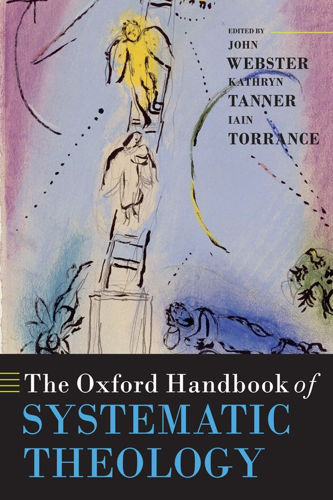 EDITED BY
JOHN
WEBSTER
KATHRYN
TANNER
IAIN
TORRANCE
The Oxford Handbook of
SYSTEMATIC
THEOLOGY